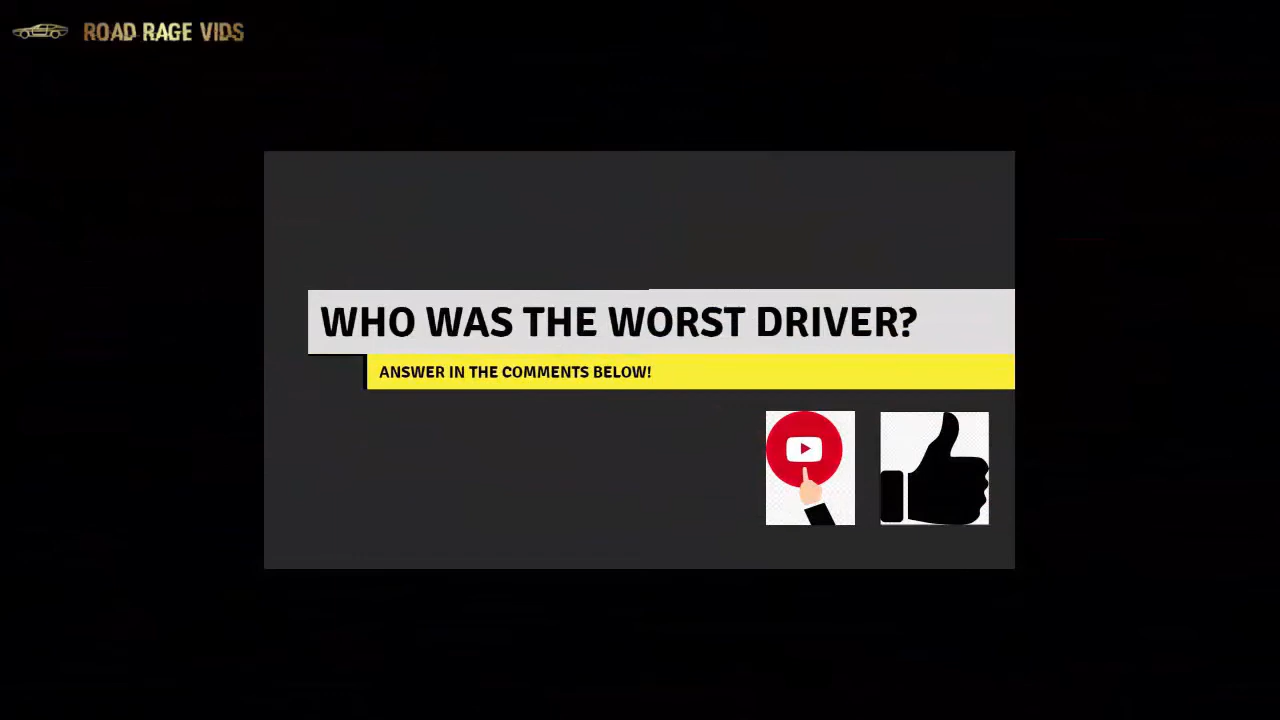 ROAD RAGE VIDS
WHO WAS THE WORST DRIVER?
ANSWER IN THE COMMENTS BELOW!